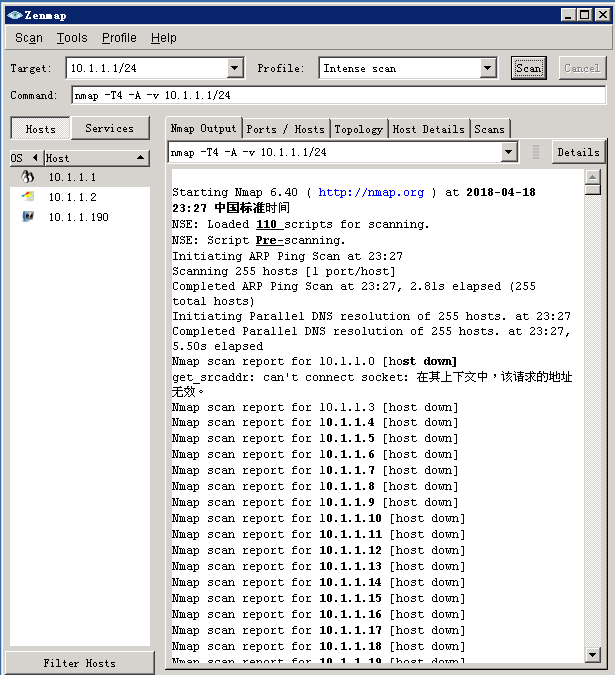 Zenmap
Scan Tools Profile Help
Target: 10.1.1.1/24 Profile: Intense scan Scan Cancel
Command: nmap -T4 -A -v 10.1.1.1/24
Hosts Services
Nmap Output Ports / Hosts Topology Host Details Scans
OS Host
nmap -T4 -A -v 10.1.1.1/24 Details
10.1.1.1
10.1.1.2
10.1.1.190
Starting Nmap 6.40 ( http://nmap.org ) at 2018-04-18
23:27 中国标准时间
NSE: Loaded 110 scripts for scanning.
NSE: Script Pre-scanning.
Initiating ARP Ping Scan at 23:27
Scanning 255 hosts [1 port/host]
Completed ARP Ping Scan at 23:27, 2.81s elapsed (255
total hosts)
Initiating Parallel DNS resolution of 255 hosts. at 23:27
Completed Parallel DNS resolution of 255 hosts. at 23:27,
5.50s elapsed
Nmap scan report for 10.1.1.0 [host down]
get_srcaddr: can't connect socket: 在其上下文中，该请求的地址
无效。
Nmap scan report for 10.1.1.3 [host down]
Nmap scan report for 10.1.1.4 [host down]
Nmap scan report for 10.1.1.5 [host down]
Nmap scan report for 10.1.1.6 [host down]
Nmap scan report for 10.1.1.7 [host down]
Nmap scan report for 10.1.1.8 [host down]
Nmap scan report for 10.1.1.9 [host down]
Nmap scan report for 10.1.1.10 [host down]
Nmap scan report for 10.1.1.11 [host down]
Nmap scan report for 10.1.1.12 [host down]
Nmap scan report for 10.1.1.13 [host down]
Nmap scan report for 10.1.1.14 [host down]
Nmap scan report for 10.1.1.15 [host down]
Nmap scan report for 10.1.1.16 [host down]
Nmap scan report for 10.1.1.17 [host down]
Nmap scan report for 10.1.1.18 [host down]
Nmap scan report for 10.1.1.19 [host down]
Filter Hosts